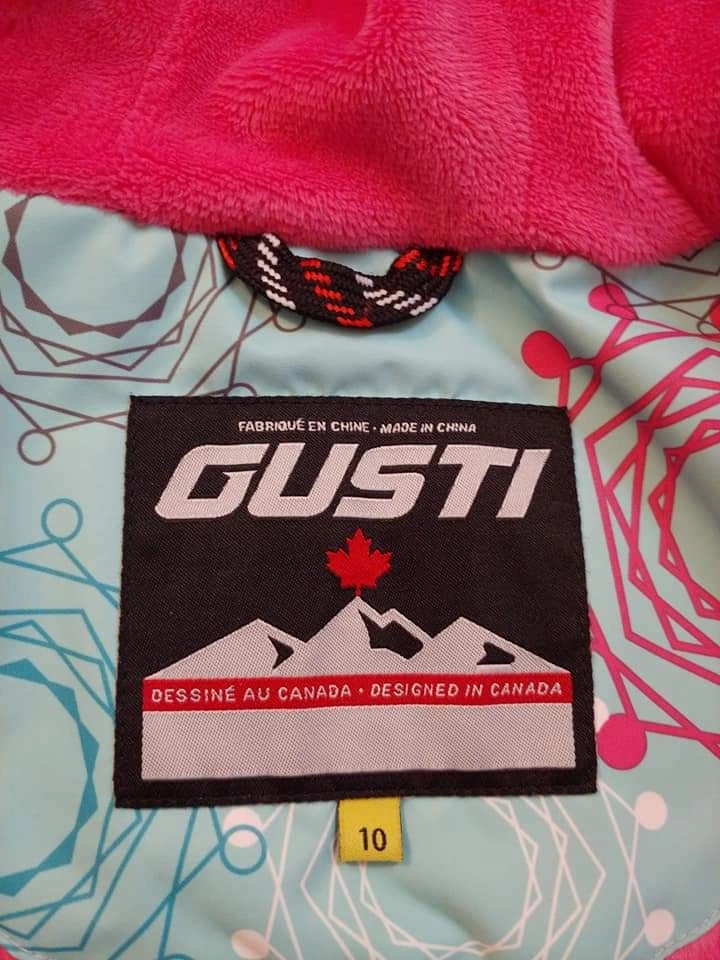 FABRIQUÉ EN CHINE · MADE IN CHINA
GUSTI
DESSINÉ AU CANADA · DESIGNED IN CANADA
10